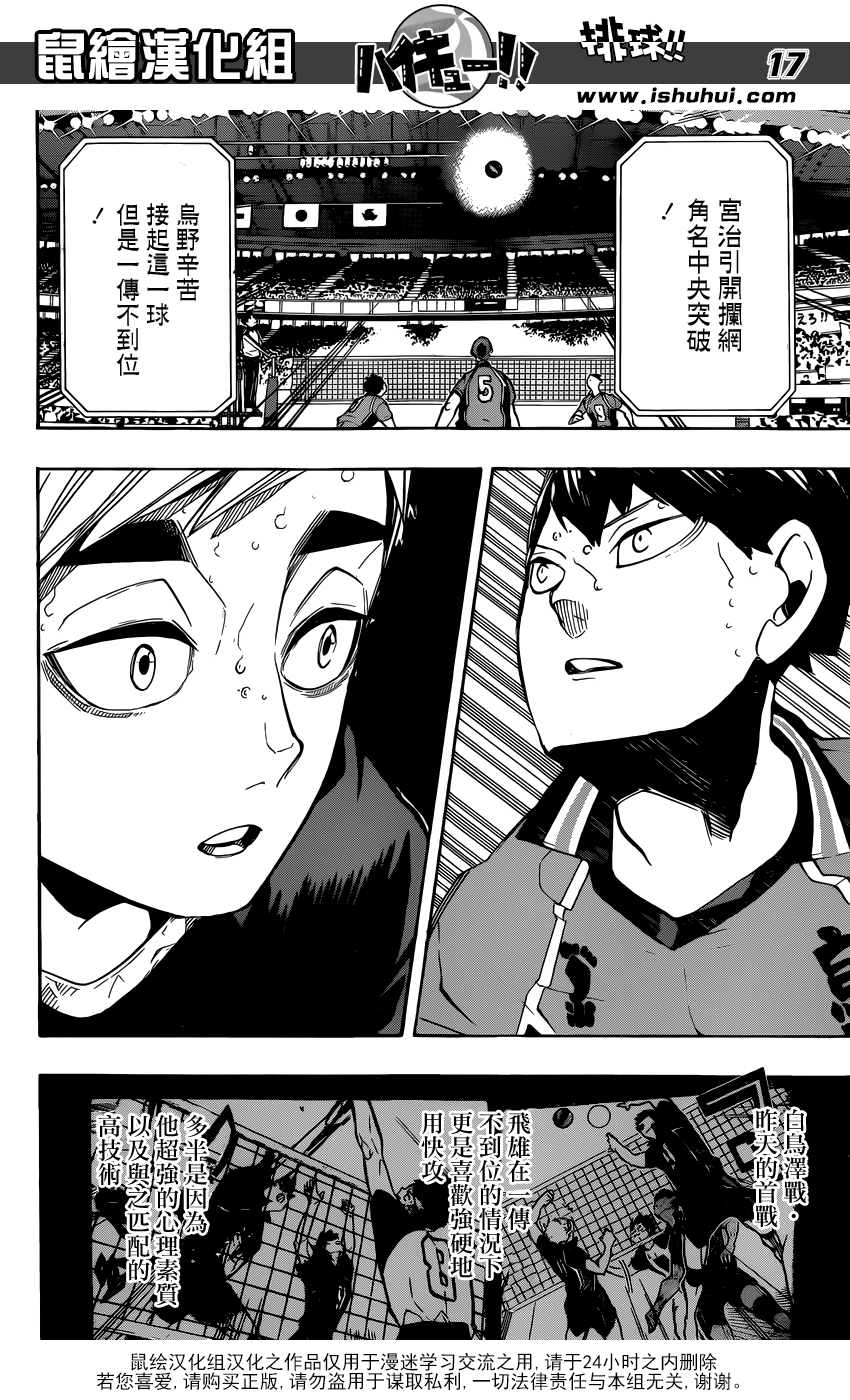 鼠繪漢化組
ハイキュー!!
排球!!
17
www.ishuhui.com
宮治引開攔網
角名中央突破
！
烏野辛苦
接起這一球
但是一傳不到位
！
えろ!!
5
8
白鳥澤戰．
昨天的首戰
飛雄在一傳
不到位的情況下
更是喜歡強硬地
用快攻
多半是因為
他超強的心理素質
以及與之匹配的
高技術
8
鼠绘汉化组汉化之作品仅用于漫迷学习交流之用,请于24小时之内删除
若您喜爱,请购买正版,请勿盗用于谋取私利,一切法律责任与本组无关,谢谢。